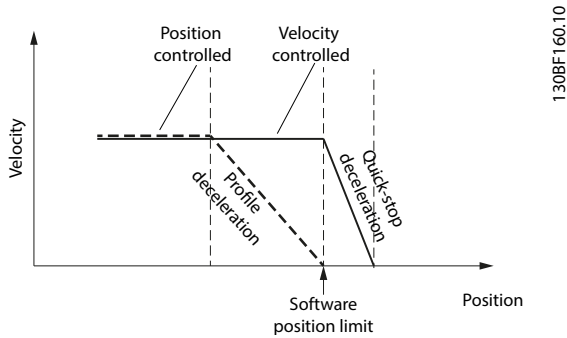 130BF160.10
Position
controlled
Velocity
controlled
Velocity
Profile
deceleration
Quick-stop
deceleration
Software
position limit
Position